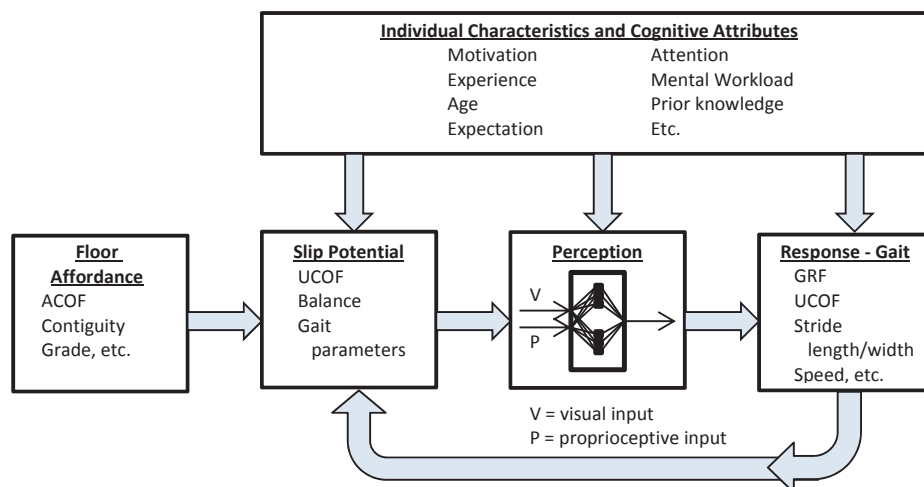 Individual Characteristics and Cognitive Attributes
Motivation
Experience
Age
Expectation
Attention
Mental Workload
Prior knowledge
Etc.
Floor
Affordance
ACOF
Contiguity
Grade, etc.
Slip Potential
UCOF
Balance
Gait
parameters
Perception
V
P
Response - Gait
GRF
UCOF
Stride
length/width
Speed, etc.
V = visual input
P = proprioceptive input